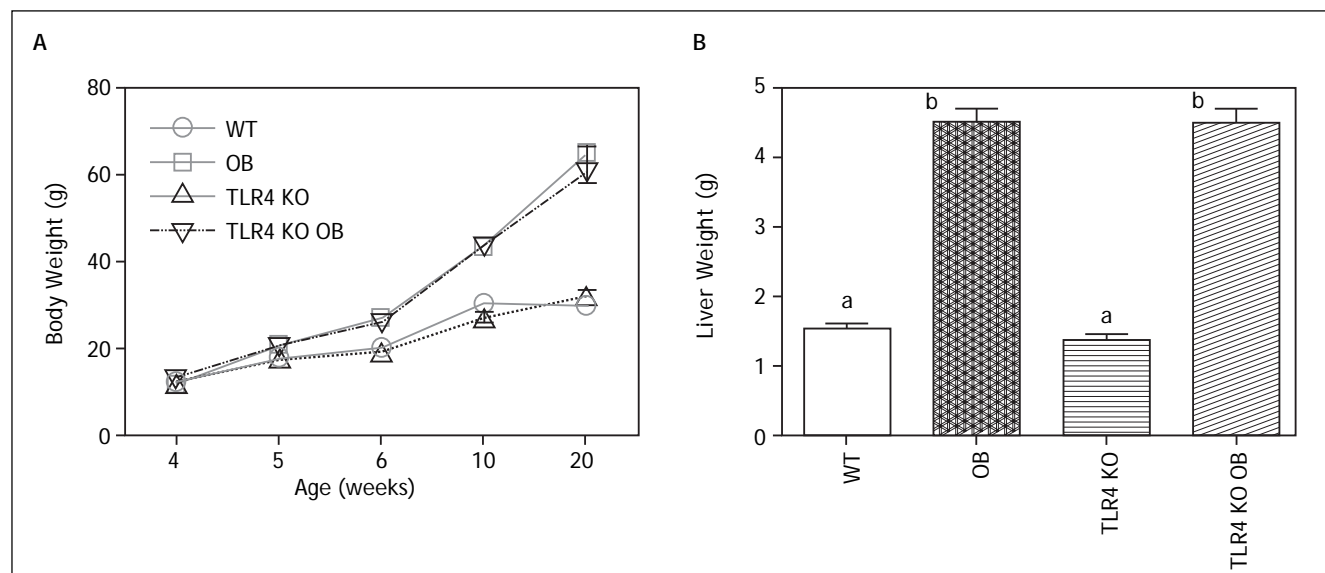 A
B
80
60
40
20
0
Body Weight (g)
WT
OB
TLR4 KO
TLR4 KO OB
4 5 6 10 20
Age (weeks)
5
4
3
2
1
0
Liver Weight (g)
a
b
a
b
WT
OB
TLR4 KO
TLR4 KO OB